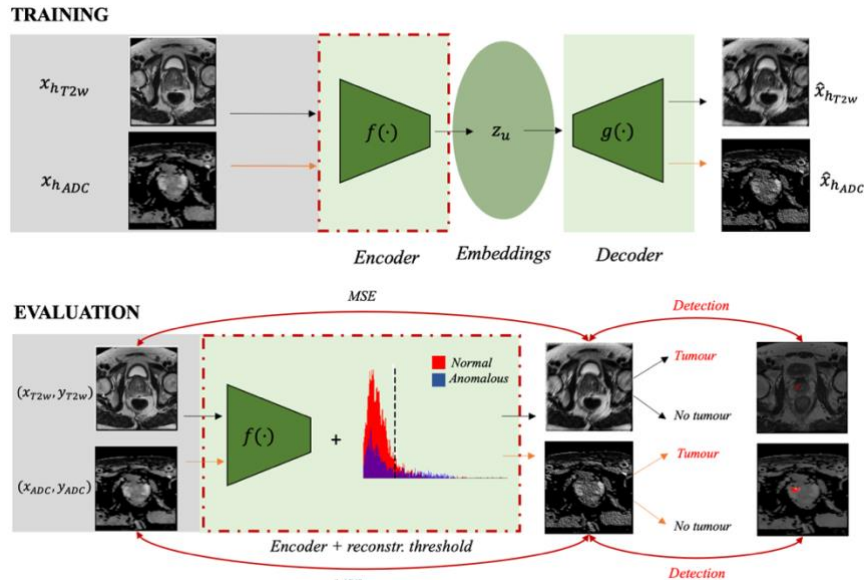 TRAINING
x_{h_{T2w}}
f(·)
z_u
g(·)
x̂_{h_{T2w}}
x_{h_{ADC}}
x̂_{h_{ADC}}
Encoder
Embeddings
Decoder
EVALUATION
MSE
Detection
(x_{T2w}, y_{T2w})
Normal
Anomalous
Tumour
f(·)
+
No tumour
(x_{ADC}, y_{ADC})
Tumour
No tumour
Encoder + reconstr. threshold
Detection